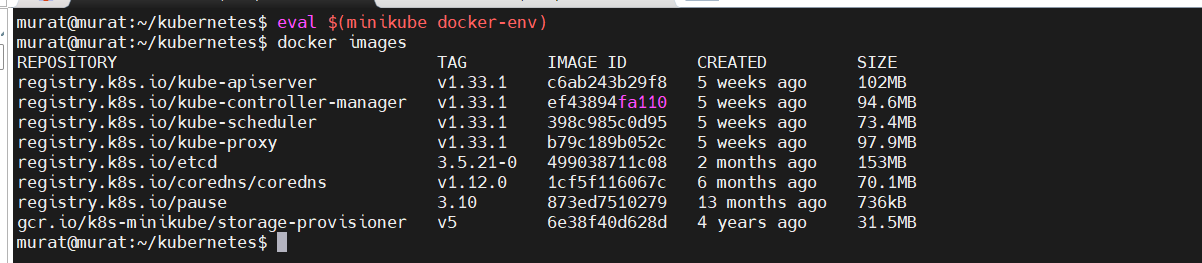 murat@murat:~/kubernetes$ eval $(minikube docker-env)
murat@murat:~/kubernetes$ docker images
REPOSITORY TAG IMAGE ID CREATED SIZE
registry.k8s.io/kube-apiserver v1.33.1 c6ab243b29f8 5 weeks ago 102MB
registry.k8s.io/kube-controller-manager v1.33.1 ef43894fa110 5 weeks ago 94.6MB
registry.k8s.io/kube-scheduler v1.33.1 398c985c0d95 5 weeks ago 73.4MB
registry.k8s.io/kube-proxy v1.33.1 b79c189b052c 5 weeks ago 97.9MB
registry.k8s.io/etcd 3.5.21-0 499038711c08 2 months ago 153MB
registry.k8s.io/coredns/coredns v1.12.0 1cf5f116067c 6 months ago 70.1MB
registry.k8s.io/pause 3.10 873ed7510279 13 months ago 736kB
gcr.io/k8s-minikube/storage-provisioner v5 6e38f40d628d 4 years ago 31.5MB
murat@murat:~/kubernetes$